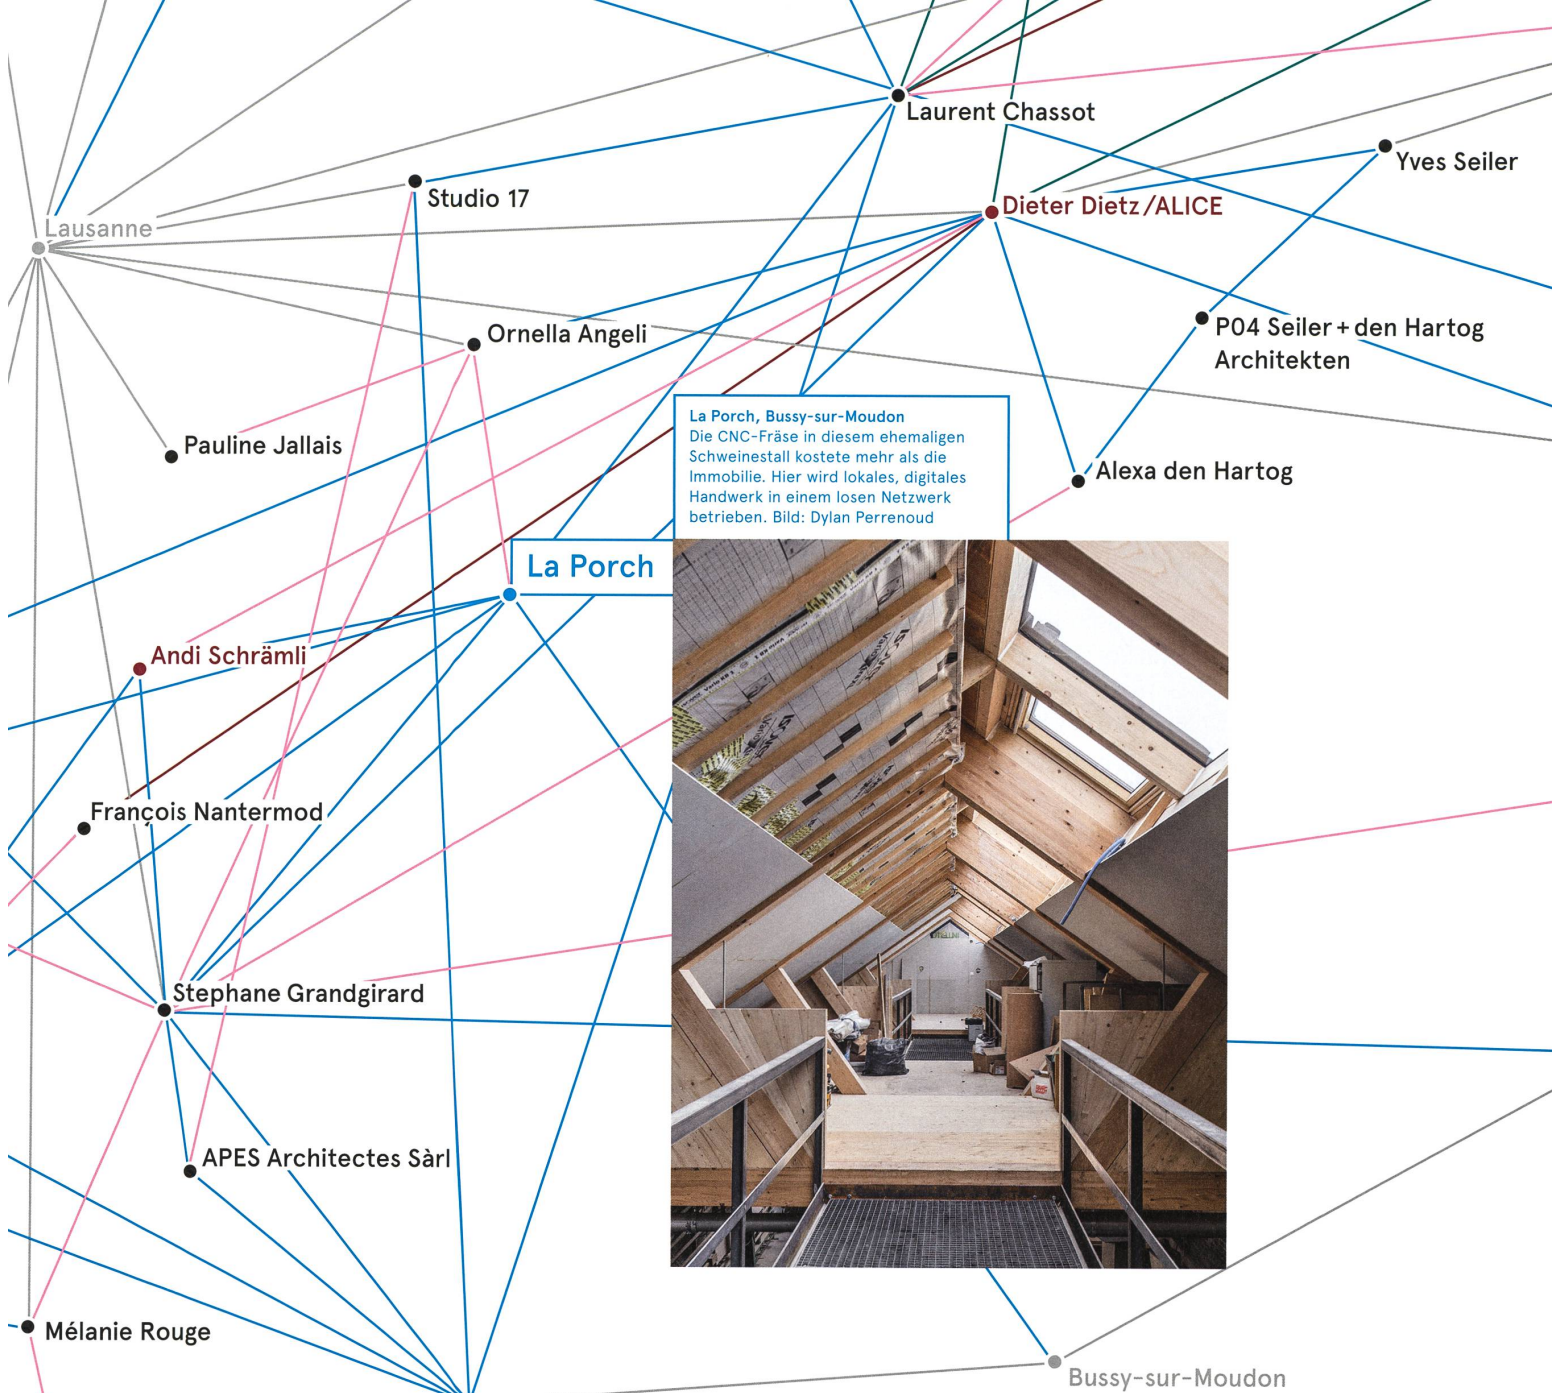 Laurent Chassot
Yves Seiler
Studio 17
Dieter Dietz/ALICE
Lausanne
Ornella Angeli
P04 Seiler+den Hartog
Architekten
La Porch, Bussy-sur-Moudon
Die CNC-Fräse in diesem ehemaligen
Schweinestall kostete mehr als die
Immobilie. Hier wird lokales, digitales
Handwerk in einem losen Netzwerk
betrieben. Bild: Dylan Perrenoud
Pauline Jallais
Alexa den Hartog
La Porch
Andi Schrämli
François Nantermod
Stephane Grandgirard
APES Architectes Sàrl
Mélanie Rouge
Bussy-sur-Moudon